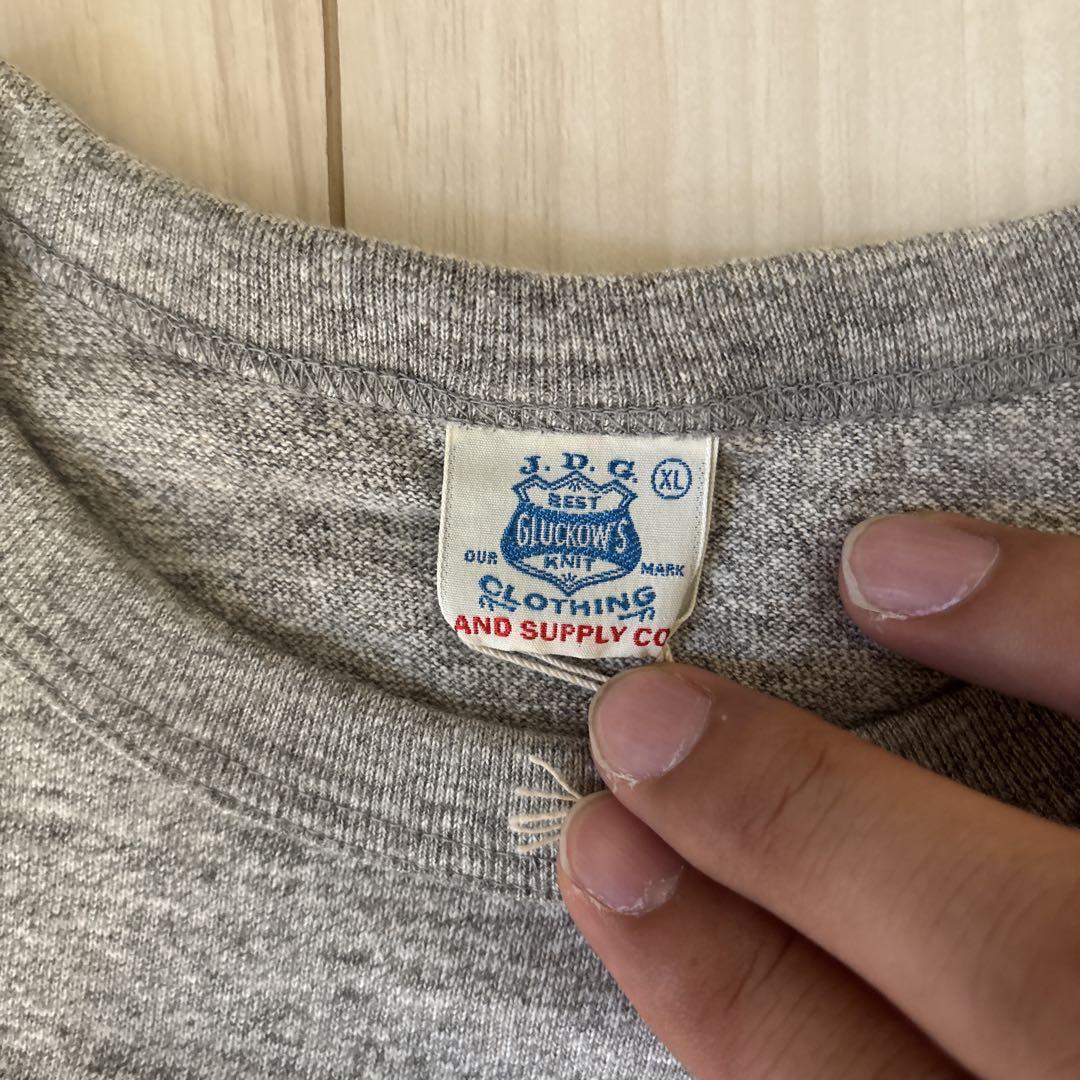 J.D.G.
XL
BEST
GLUCKOW'S
KNIT
OUR MARK
CLOTHING
AND SUPPLY CO